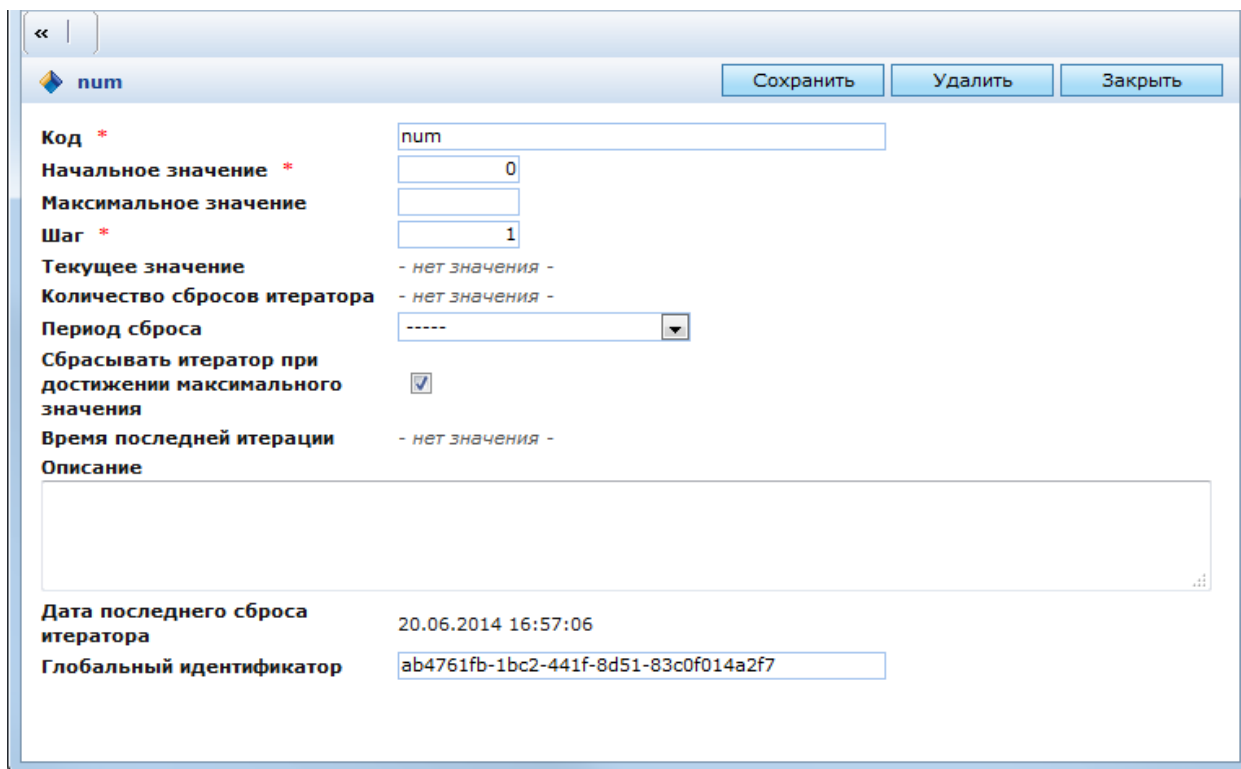 «
num Сохранить Удалить Закрыть
Код * num
Начальное значение * 0
Максимальное значение
Шаг * 1
Текущее значение - нет значения -
Количество сбросов итератора - нет значения -
Период сброса -----
Сбрасывать итератор при
достижении максимального
значения
Время последней итерации - нет значения -
Описание
Дата последнего сброса
итератора 20.06.2014 16:57:06
Глобальный идентификатор ab4761fb-1bc2-441f-8d51-83c0f014a2f7